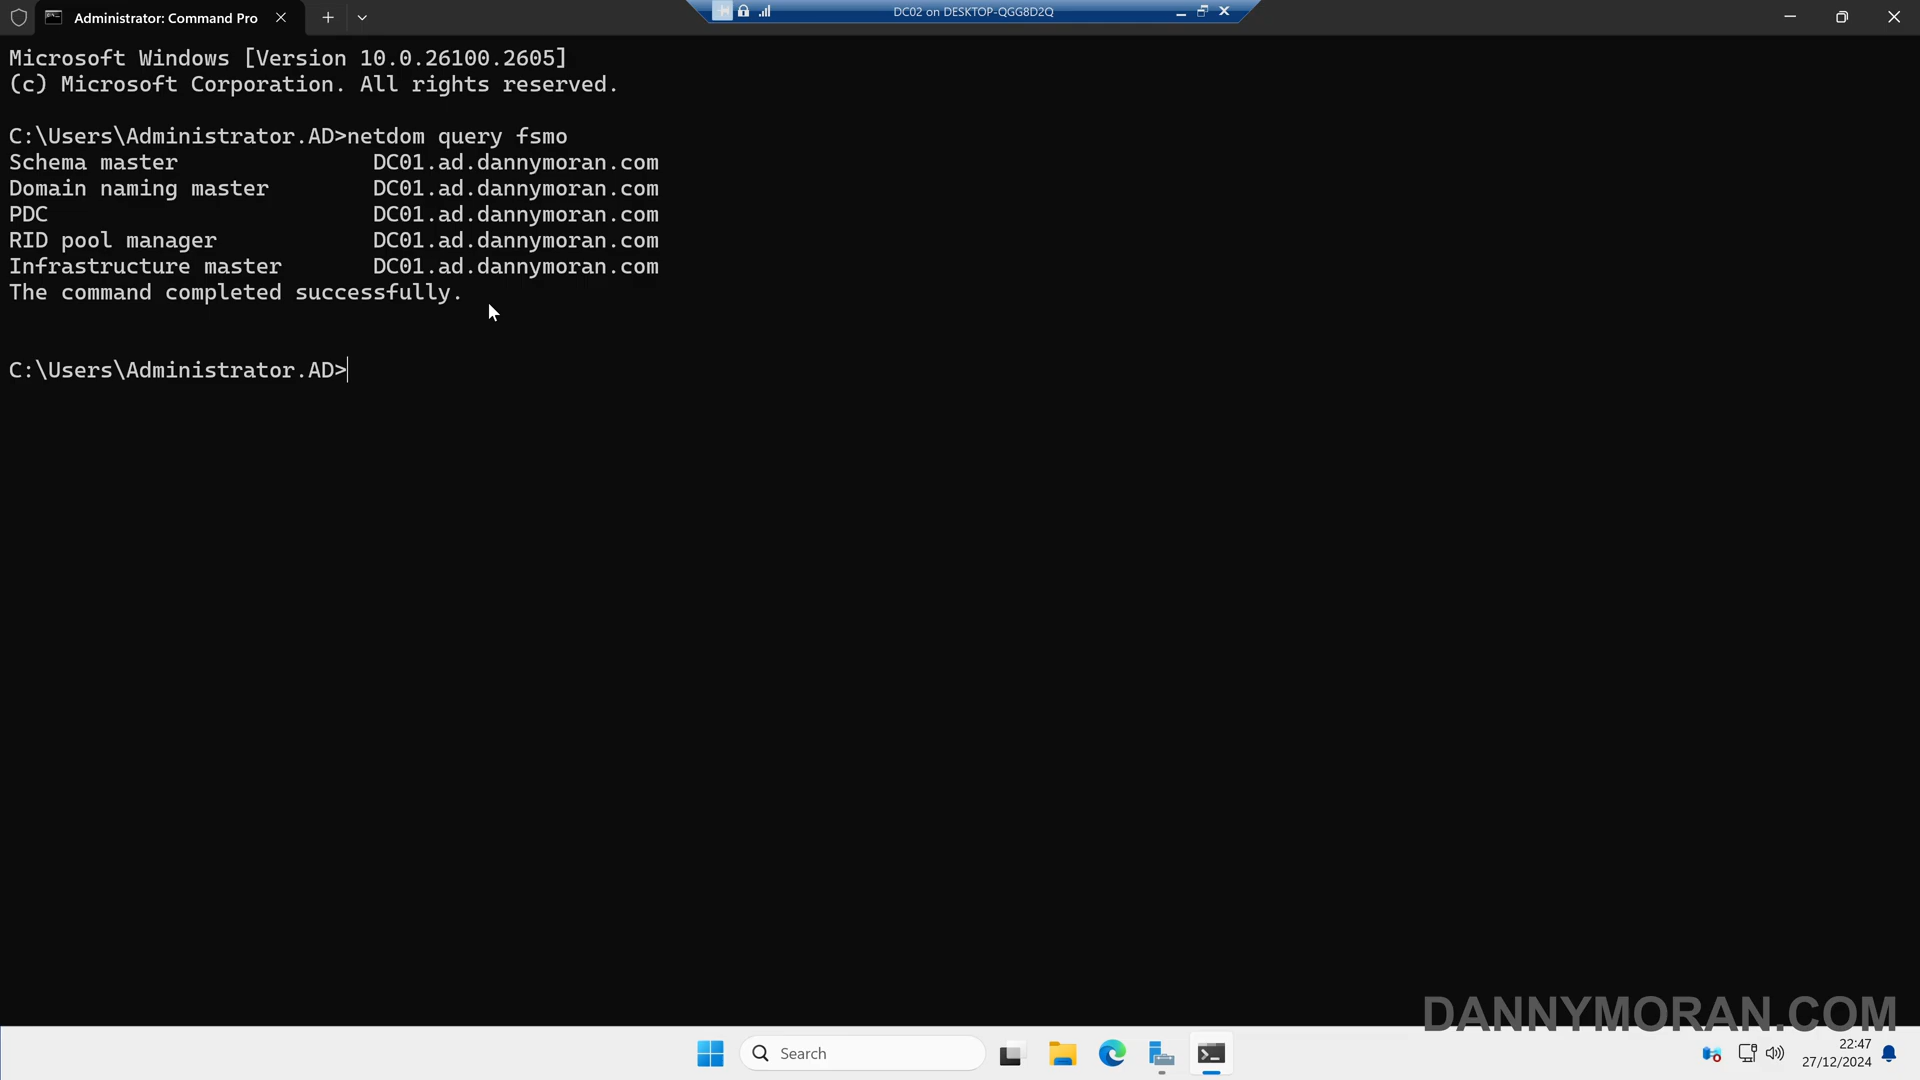 Administrator: Command Pro
DC02 on DESKTOP-QGG8D2Q
Microsoft Windows [Version 10.0.26100.2605]
(c) Microsoft Corporation. All rights reserved.
C:\Users\Administrator.AD>netdom query fsmo
Schema master DC01.ad.dannymoran.com
Domain naming master DC01.ad.dannymoran.com
PDC DC01.ad.dannymoran.com
RID pool manager DC01.ad.dannymoran.com
Infrastructure master DC01.ad.dannymoran.com
The command completed successfully.
C:\Users\Administrator.AD>
DANNYMORAN.COM
Search
22:47
27/12/2024